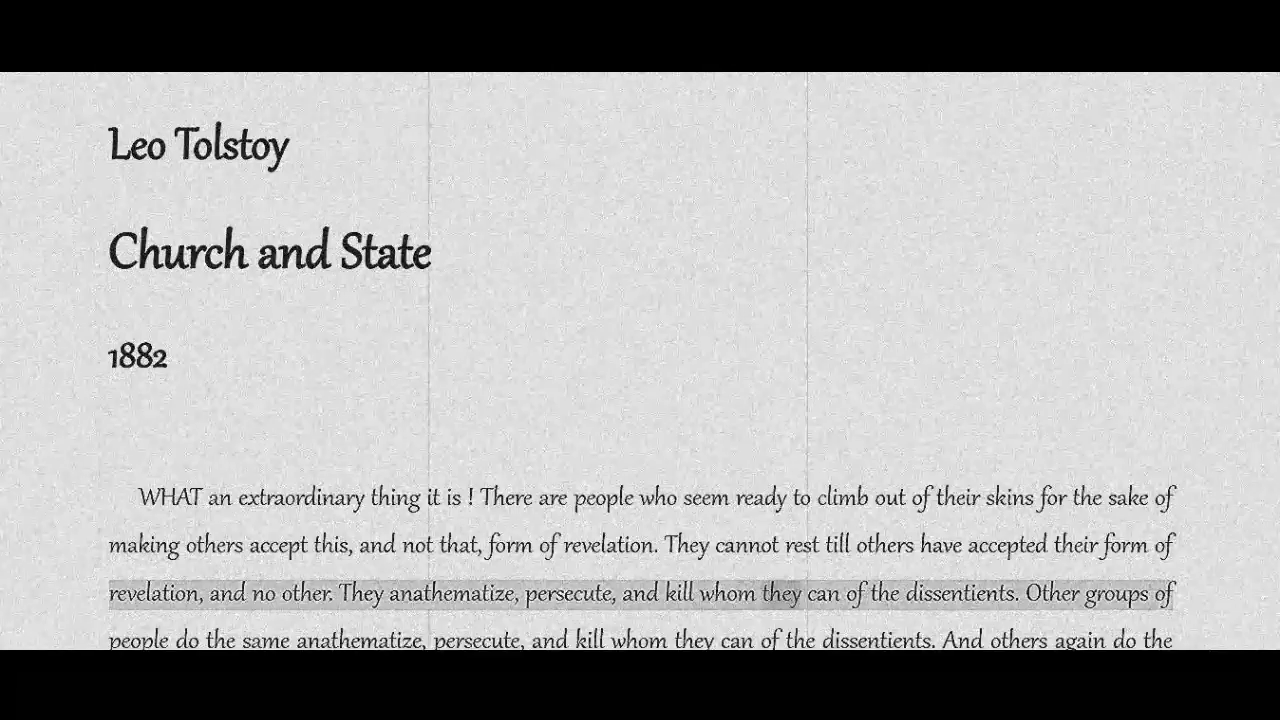 Leo Tolstoy
Church and State
1882
WHAT an extraordinary thing it is ! There are people who seem ready to climb out of their skins for the sake of
making others accept this, and not that, form of revelation. They cannot rest till others have accepted their form of
revelation, and no other. They anathematize, persecute, and kill whom they can of the dissentients. Other groups of
people do the same anathematize, persecute, and kill whom they can of the dissentients. And others again do the